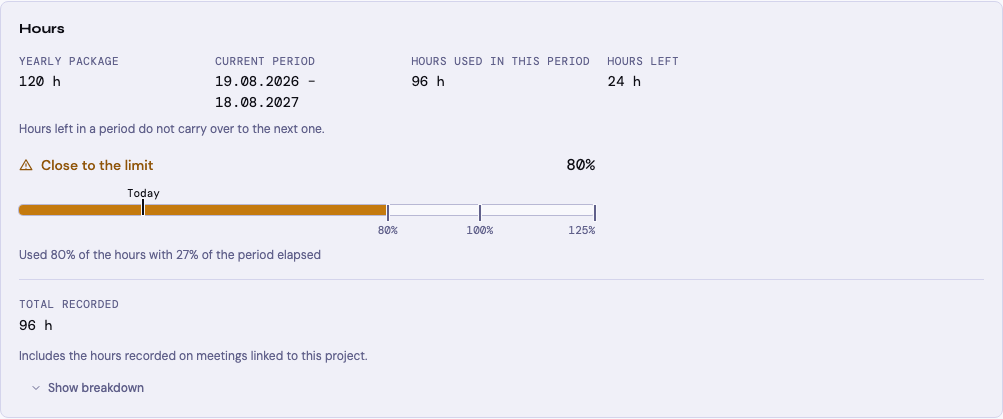 Hours
YEARLY PACKAGE
120 h
CURRENT PERIOD
19.08.2026 –
18.08.2027
HOURS USED IN THIS PERIOD
96 h
HOURS LEFT
24 h
Hours left in a period do not carry over to the next one.
Close to the limit
80%
Today
80%
100%
125%
Used 80% of the hours with 27% of the period elapsed
TOTAL RECORDED
96 h
Includes the hours recorded on meetings linked to this project.
Show breakdown